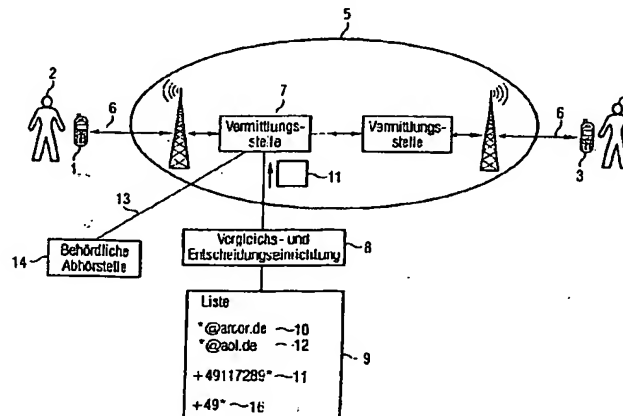 5
2
7
6
6
Vermittlungs-
stelle
Vermittlungs-
stelle
1
11
3
13
14
Behördliche
Abhörstelle
Vergleichs- und
Entscheidungseinrichtung
8
Liste
*@arcor.de 10
*@aol.de 12
9
+49117289* 11
+49* 16